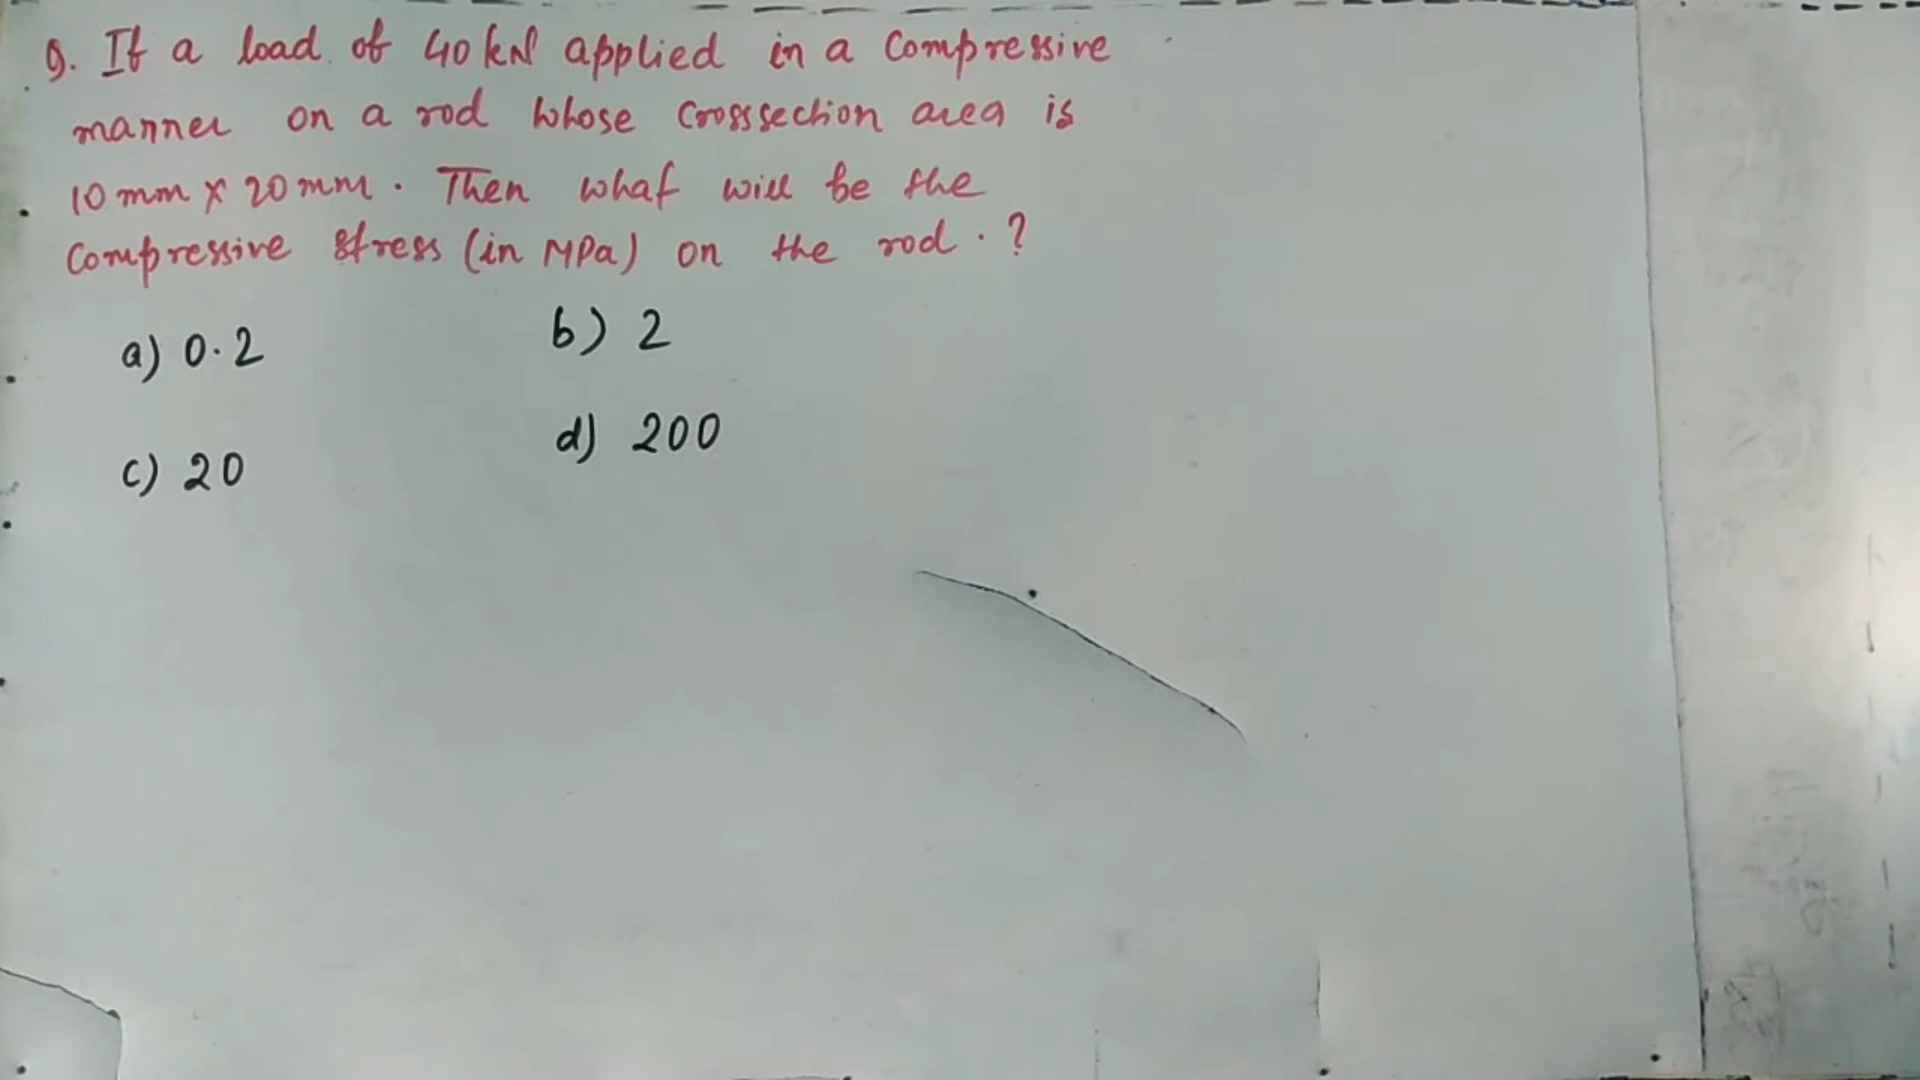 Q. If a load of 40 kN applied in a compressive
manner on a rod whose crosssection area is
10 mm x 20 mm. Then what will be the
compressive stress (in MPa) on the rod.?
a) 0.2
b) 2
c) 20
d) 200